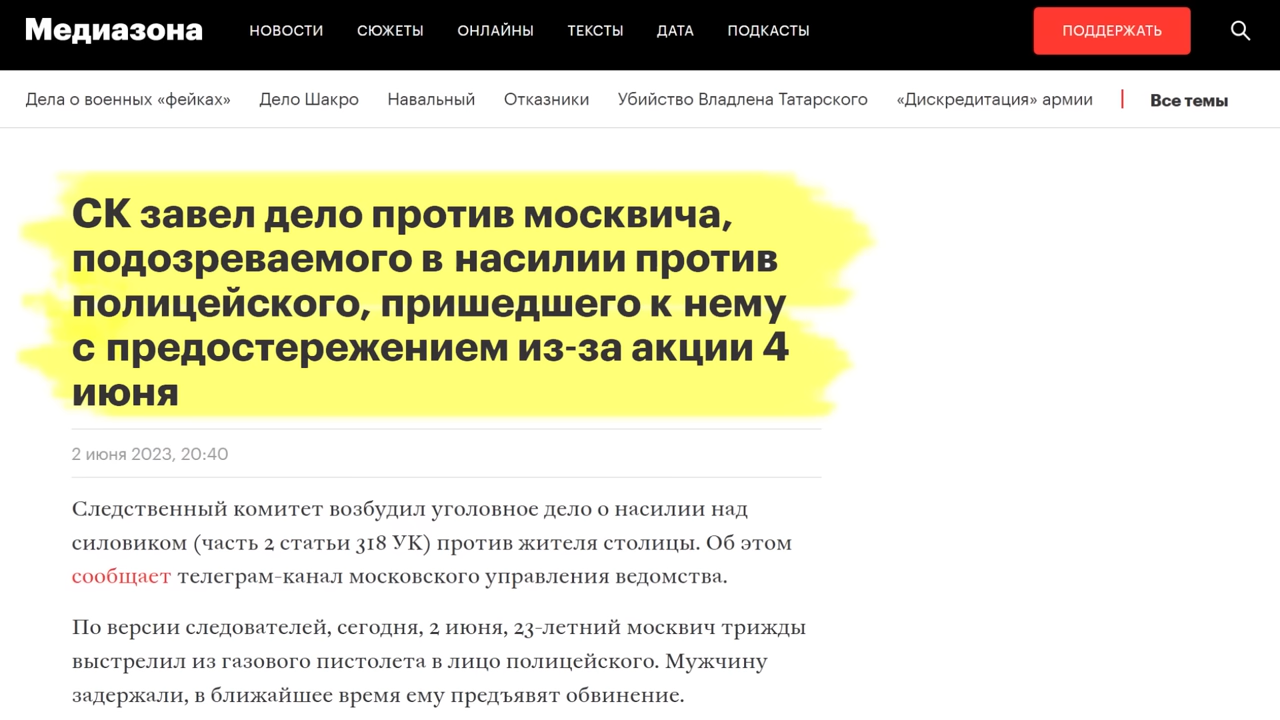 Медиазона
НОВОСТИ СЮЖЕТЫ ОНЛАЙНЫ ТЕКСТЫ ДАТА ПОДКАСТЫ
ПОДДЕРЖАТЬ
Дела о военных «фейках» Дело Шакро Навальный Отказники Убийство Владлена Татарского «Дискредитация» армии | Все темы
СК завел дело против москвича,
подозреваемого в насилии против
полицейского, пришедшего к нему
с предостережением из-за акции 4
июня
2 июня 2023, 20:40
Следственный комитет возбудил уголовное дело о насилии над
силовиком (часть 2 статьи 318 УК) против жителя столицы. Об этом
сообщает телеграм-канал московского управления ведомства.
По версии следователей, сегодня, 2 июня, 23-летний москвич трижды
выстрелил из газового пистолета в лицо полицейского. Мужчину
задержали, в ближайшее время ему предъявят обвинение.